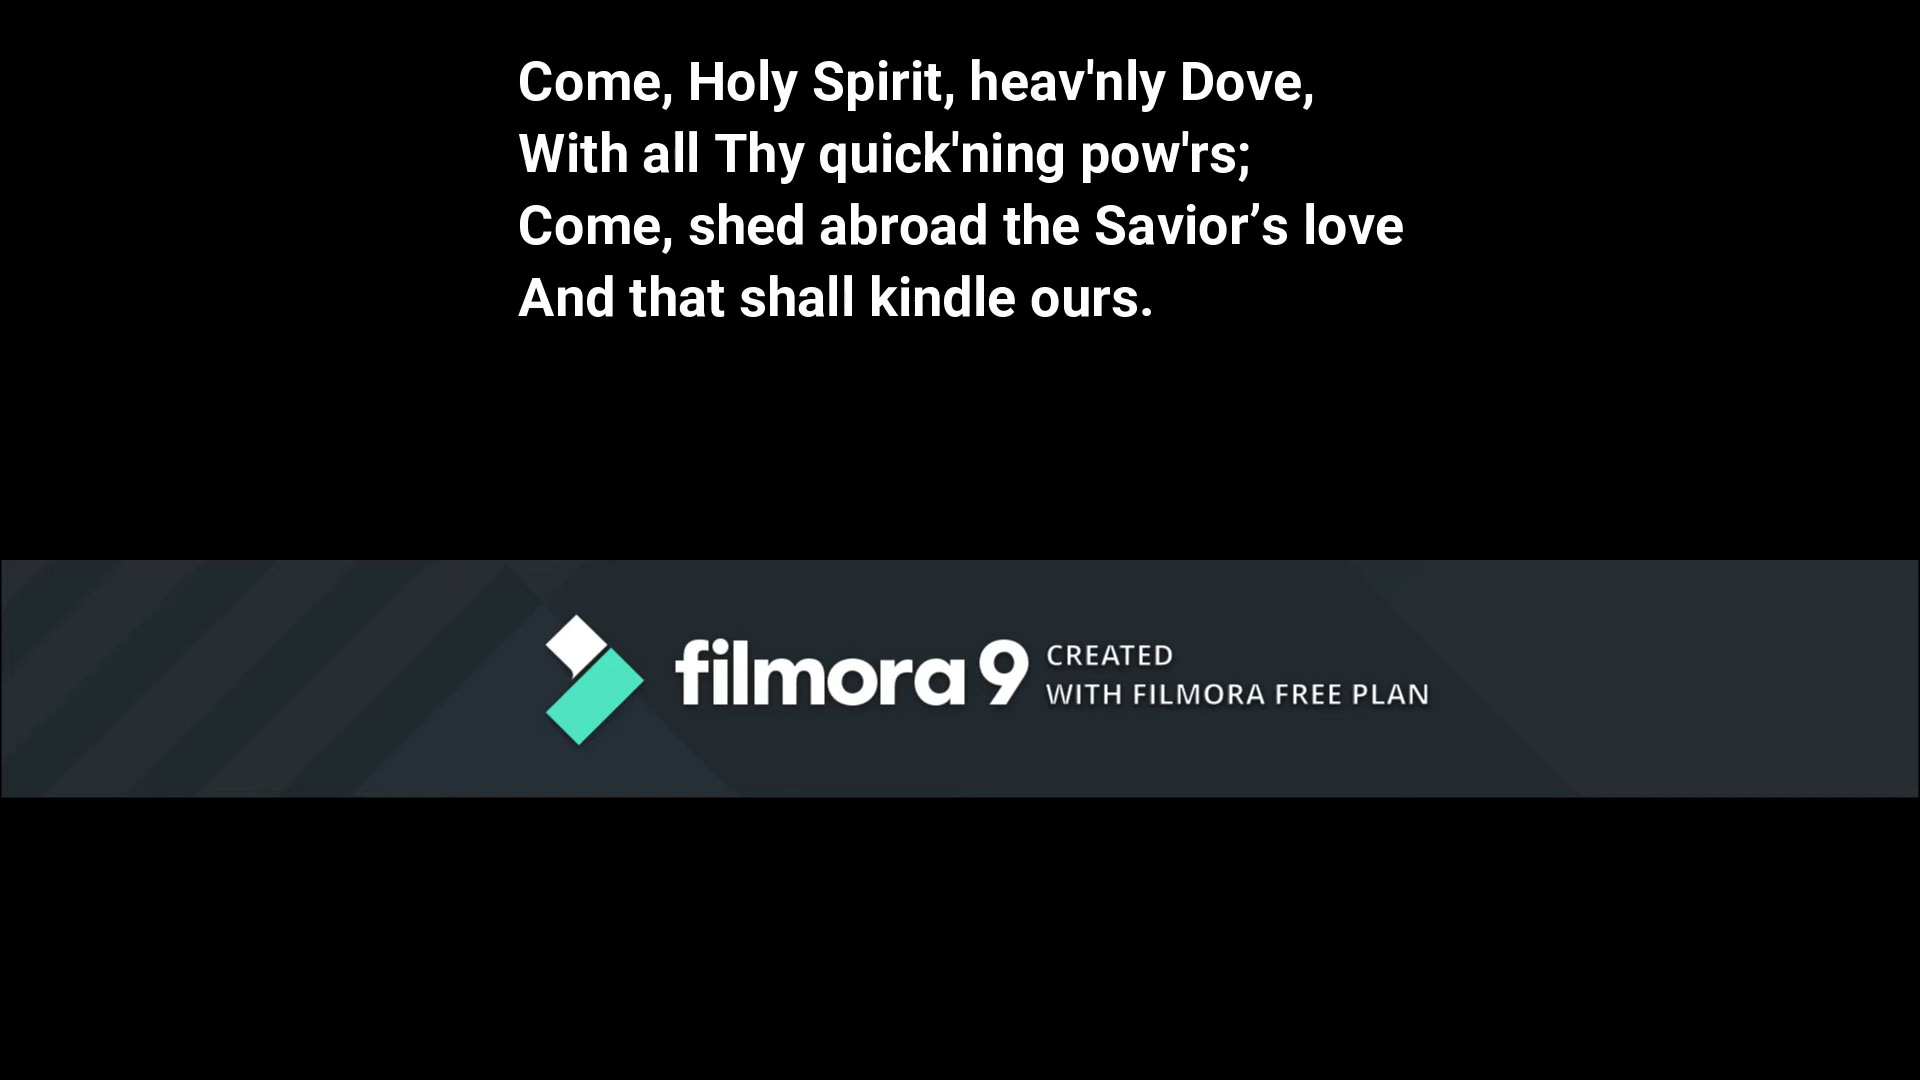 Come, Holy Spirit, heav'nly Dove,
With all Thy quick'ning pow'rs;
Come, shed abroad the Savior’s love
And that shall kindle ours.
filmora 9
CREATED
WITH FILMORA FREE PLAN